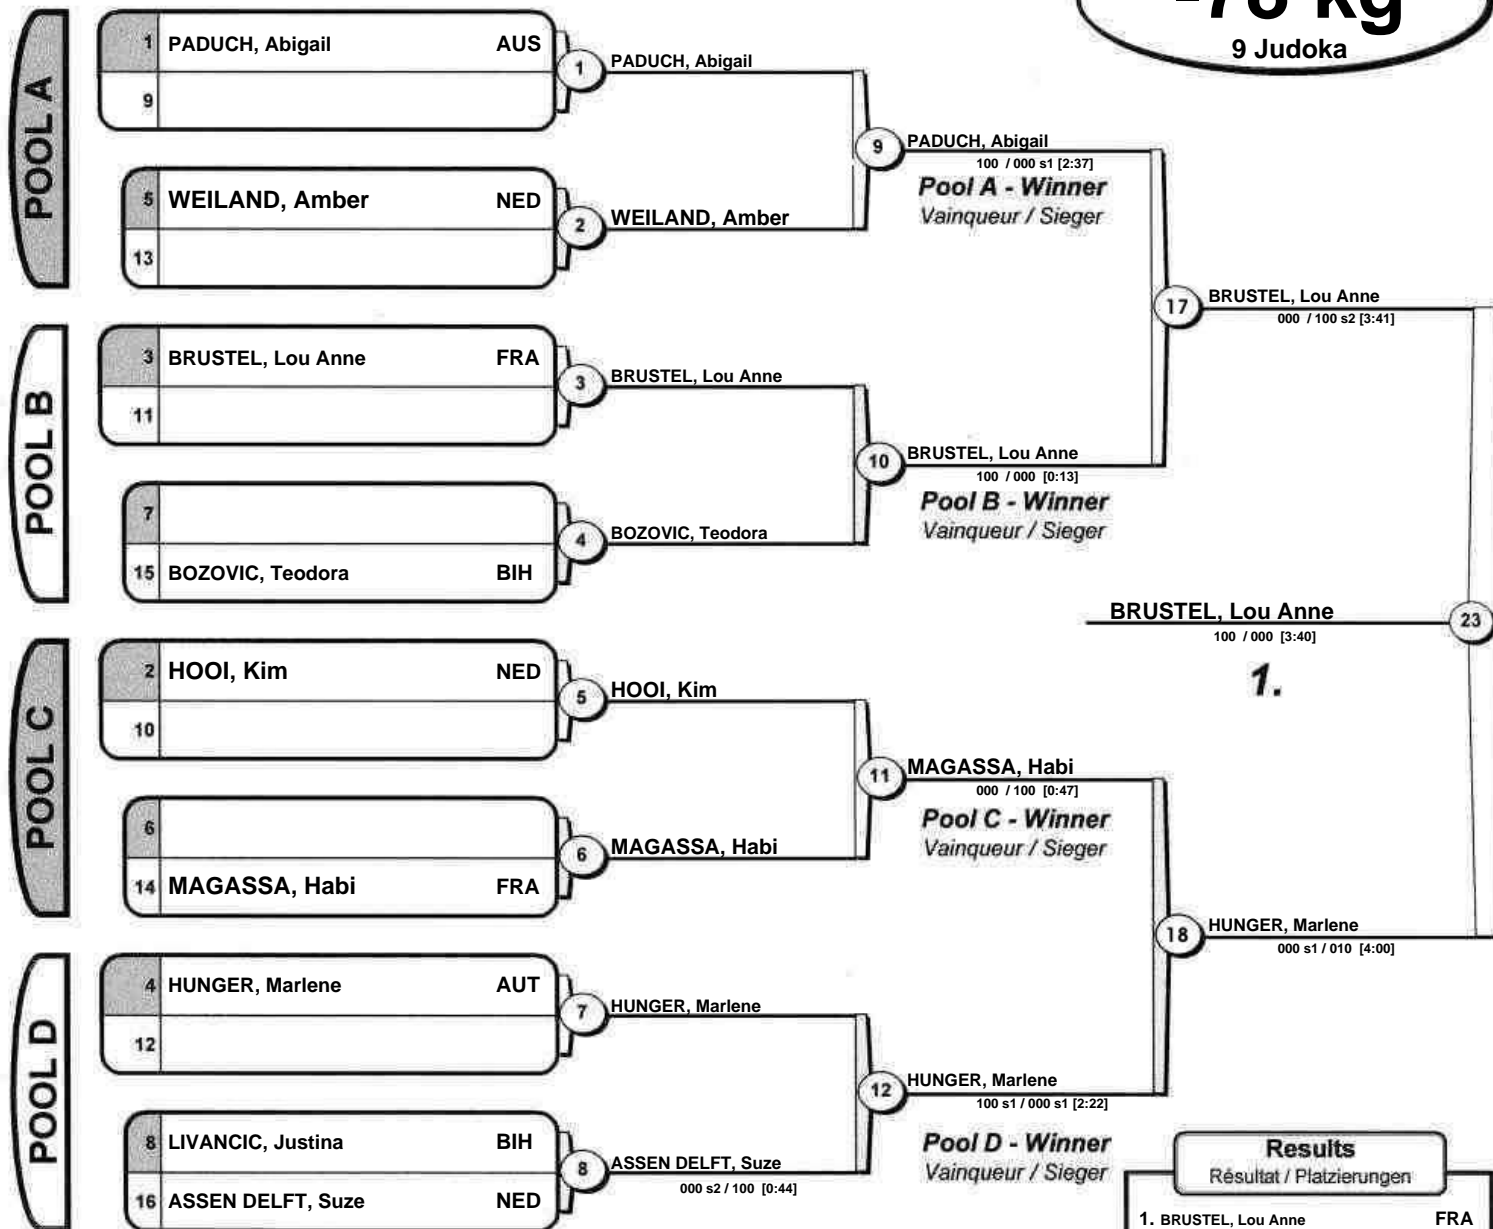 -78 kg
9 Judoka
POOL A
1 PADUCH, Abigail AUS
9
5 WEILAND, Amber NED
13
1 PADUCH, Abigail
2 WEILAND, Amber
9 PADUCH, Abigail
100 / 000 s1 [2:37]
Pool A - Winner
Vainqueur / Sieger
POOL B
3 BRUSTEL, Lou Anne FRA
11
7
15 BOZOVIC, Teodora BIH
3 BRUSTEL, Lou Anne
4 BOZOVIC, Teodora
10 BRUSTEL, Lou Anne
100 / 000 [0:13]
Pool B - Winner
Vainqueur / Sieger
17 BRUSTEL, Lou Anne
000 / 100 s2 [3:41]
BRUSTEL, Lou Anne 23
100 / 000 [3:40]
1.
POOL C
2 HOOI, Kim NED
10
6
14 MAGASSA, Habi FRA
5 HOOI, Kim
6 MAGASSA, Habi
11 MAGASSA, Habi
000 / 100 [0:47]
Pool C - Winner
Vainqueur / Sieger
18 HUNGER, Marlene
000 s1 / 010 [4:00]
POOL D
4 HUNGER, Marlene AUT
12
8 LIVANCIC, Justina BIH
16 ASSEN DELFT, Suze NED
7 HUNGER, Marlene
8 ASSEN DELFT, Suze
000 s2 / 100 [0:44]
12 HUNGER, Marlene
100 s1 / 000 s1 [2:22]
Pool D - Winner
Vainqueur / Sieger
Results
Résultat / Platzierungen
1. BRUSTEL, Lou Anne FRA